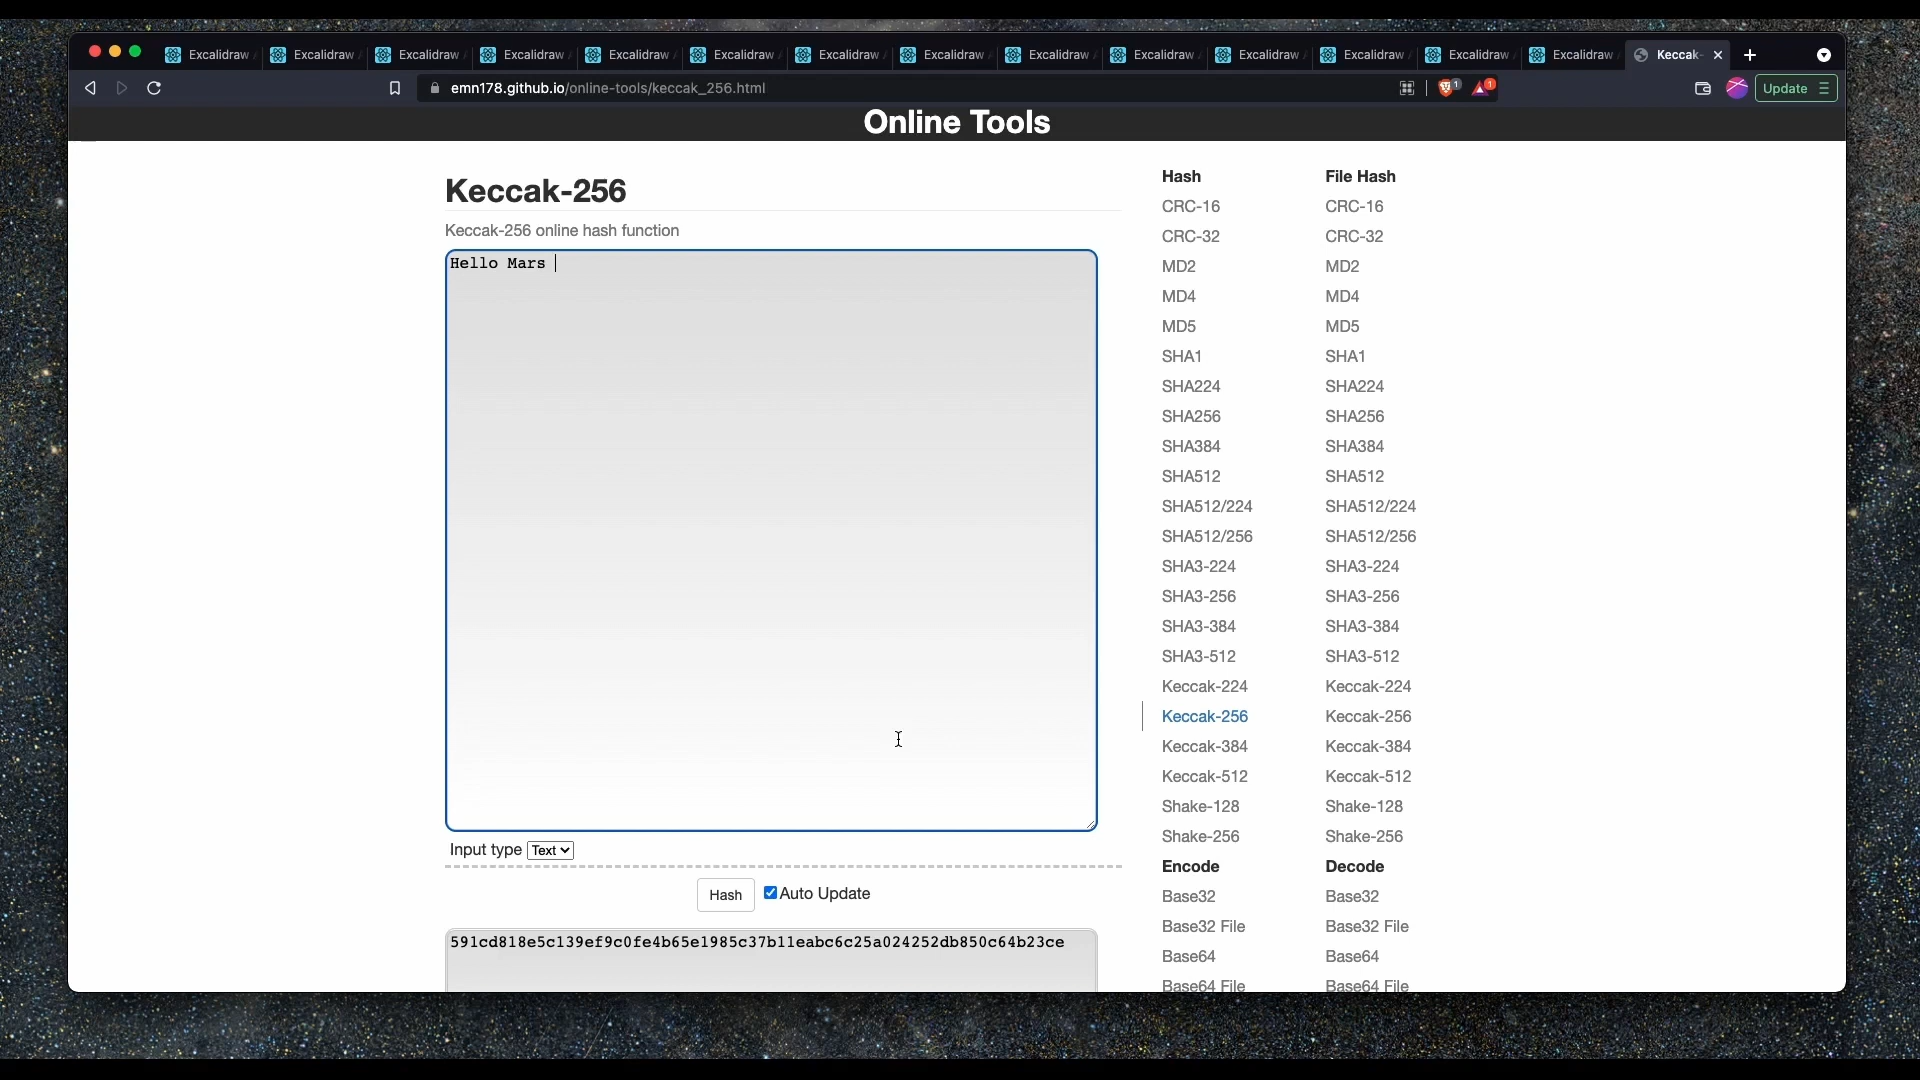 Excalidraw Excalidraw Excalidraw Excalidraw Excalidraw Excalidraw Excalidraw Excalidraw Excalidraw Excalidraw Excalidraw Excalidraw Excalidraw Excalidraw Keccak-
emn178.github.io/online-tools/keccak_256.html 1 1 Update
Online Tools
Keccak-256
Keccak-256 online hash function
Hello Mars
Input type Text
Hash Auto Update
591cd818e5c139ef9c0fe4b65e1985c37b11eabc6c25a024252db850c64b23ce
Hash
CRC-16
CRC-32
MD2
MD4
MD5
SHA1
SHA224
SHA256
SHA384
SHA512
SHA512/224
SHA512/256
SHA3-224
SHA3-256
SHA3-384
SHA3-512
Keccak-224
Keccak-256
Keccak-384
Keccak-512
Shake-128
Shake-256
Encode
Base32
Base32 File
Base64
Base64 File
File Hash
CRC-16
CRC-32
MD2
MD4
MD5
SHA1
SHA224
SHA256
SHA384
SHA512
SHA512/224
SHA512/256
SHA3-224
SHA3-256
SHA3-384
SHA3-512
Keccak-224
Keccak-256
Keccak-384
Keccak-512
Shake-128
Shake-256
Decode
Base32
Base32 File
Base64
Base64 File